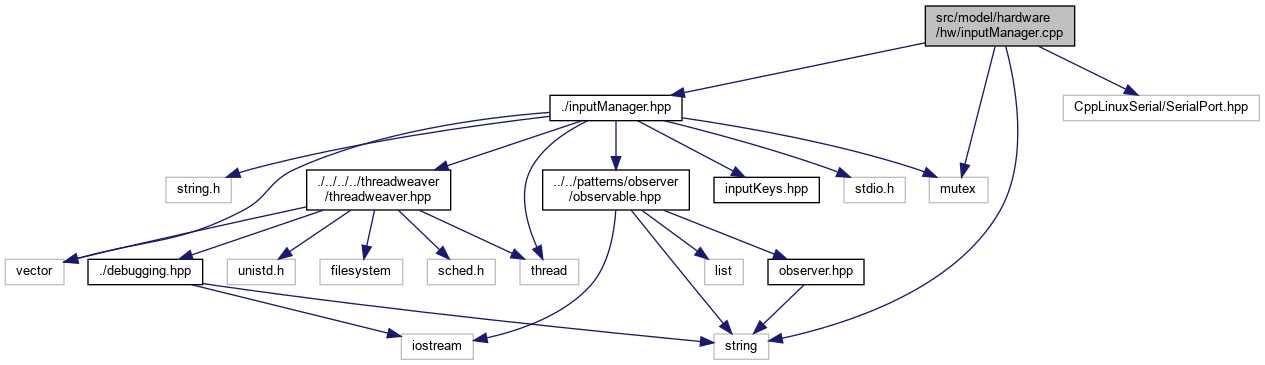 src/model/hardware
/hw/inputManager.cpp
./inputManager.hpp
CppLinuxSerial/SerialPort.hpp
string.h
./../../../threadweaver
/threadweaver.hpp
../../patterns/observer
/observable.hpp
inputKeys.hpp
stdio.h
mutex
vector
./debugging.hpp
unistd.h
filesystem
sched.h
thread
list
observer.hpp
iostream
string